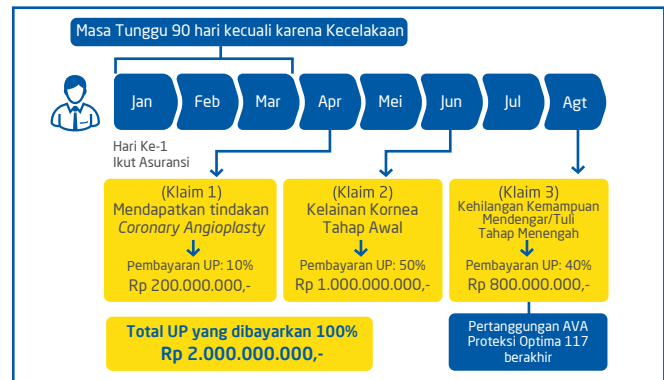 Masa Tunggu 90 hari kecuali karena Kecelakaan
Jan Feb Mar Apr Mei Jun Jul Agt
Hari Ke-1
Ikut Asuransi
(Klaim 1)
Mendapatkan tindakan
Coronary Angioplasty
Pembayaran UP: 10%
Rp 200.000.000,-
(Klaim 2)
Kelainan Kornea
Tahap Awal
Pembayaran UP: 50%
Rp 1.000.000.000,-
(Klaim 3)
Kehilangan Kemampuan
Mendengar/Tuli
Tahap Menengah
Pembayaran UP: 40%
Rp 800.000.000,-
Total UP yang dibayarkan 100%
Rp 2.000.000.000,-
Pertanggungan AVA
Proteksi Optima 117
berakhir